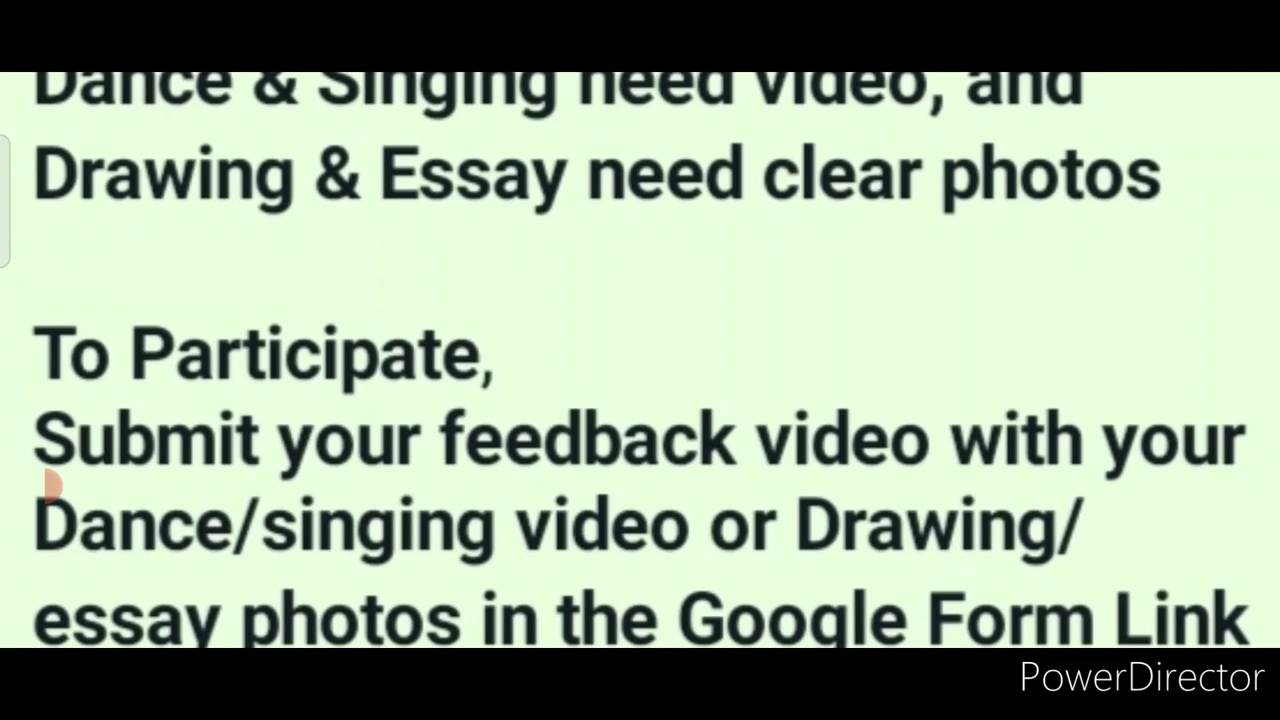 Dance & Singing need video, and
Drawing & Essay need clear photos
To Participate,
Submit your feedback video with your
Dance/singing video or Drawing/
essay photos in the Google Form Link
PowerDirector